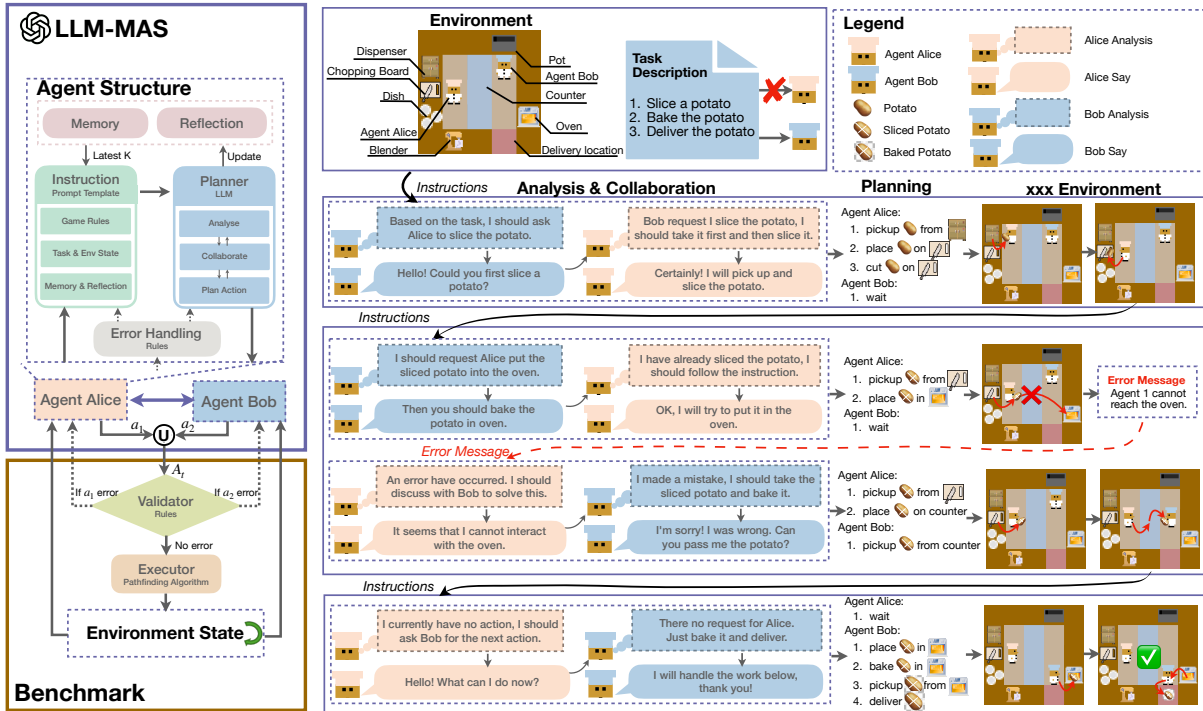 LLM-MAS
Agent Structure
Memory
Reflection
Latest K
Update
Instruction
Prompt Template
Game Rules
Task & Env State
Memory & Reflection
Planner
LLM
Analyse
Collaborate
Plan Action
Error Handling
Rules
Agent Alice
Agent Bob
a1
a2
U
At
If a1 error
If a2 error
Validator
Rules
No error
Executor
Pathfinding Algorithm
Environment State
Benchmark
Environment
Dispenser
Chopping Board
Dish
Agent Alice
Blender
Pot
Agent Bob
Counter
Oven
Delivery location
Task
Description
1. Slice a potato
2. Bake the potato
3. Deliver the potato
Legend
Agent Alice
Agent Bob
Potato
Sliced Potato
Baked Potato
Alice Analysis
Alice Say
Bob Analysis
Bob Say
Instructions
Analysis & Collaboration
Planning
xxx Environment
Based on the task, I should ask
Alice to slice the potato.
Hello! Could you first slice a
potato?
Bob request I slice the potato, I
should take it first and then slice it.
Certainly! I will pick up and
slice the potato.
Agent Alice:
1. pickup from
2. place on
3. cut on
Agent Bob:
1. wait
Instructions
I should request Alice put the
sliced potato into the oven.
Then you should bake the
potato in oven.
I have already sliced the potato, I
should follow the instruction.
OK, I will try to put it in the
oven.
Agent Alice:
1. pickup from
2. place in
Agent Bob:
1. wait
Error Message
Agent 1 cannot
reach the oven.
Error Message
An error have occurred. I should
discuss with Bob to solve this.
It seems that I cannot interact
with the oven.
I made a mistake, I should take the
sliced potato and bake it.
I'm sorry! I was wrong. Can
you pass me the potato?
Agent Alice:
1. pickup from
2. place on counter
Agent Bob:
1. pickup from counter
Instructions
I currently have no action, I should
ask Bob for the next action.
Hello! What can I do now?
There no request for Alice.
Just bake it and deliver.
I will handle the work below,
thank you!
Agent Alice:
1. wait
Agent Bob:
1. place in
2. bake in
3. pickup from
4. deliver